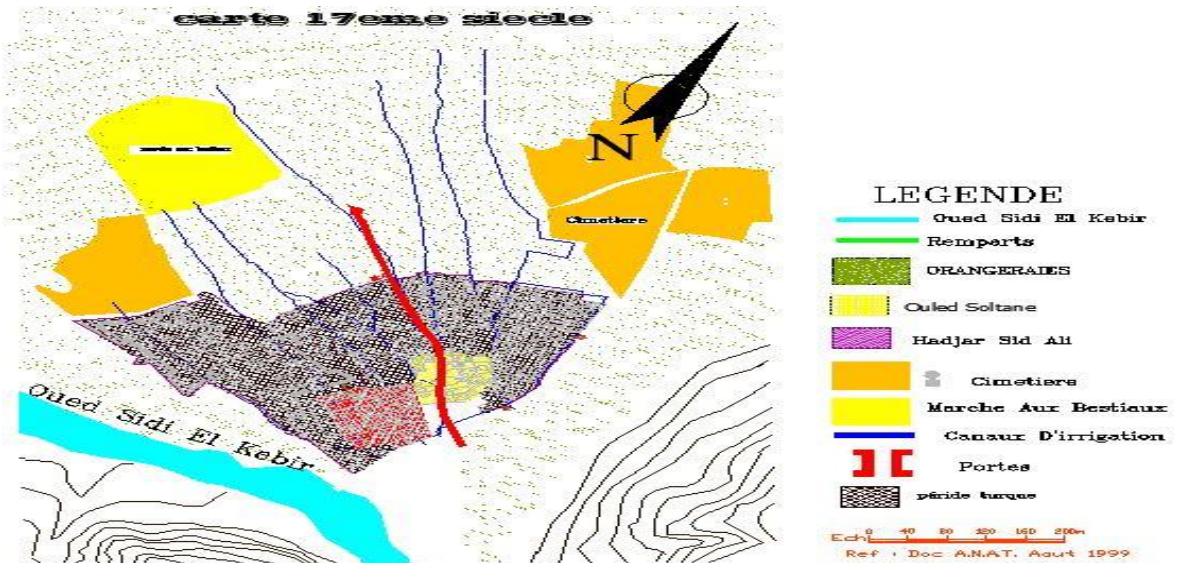 carte 17eme siecle
N
Cimetiere
Oued Sidi El Kebir
LEGENDE
Oued Sidi El Kebir
Remparts
ORANGERAIES
Ouled Soltane
Hadjar Sid Ali
Cimetiere
Marche Aux Bestiaux
Canaux D'irrigation
Portes
péride turque
Ech 0 40 80 120 160 200m
Ref : Doc A.N.A.T. Aout 1999